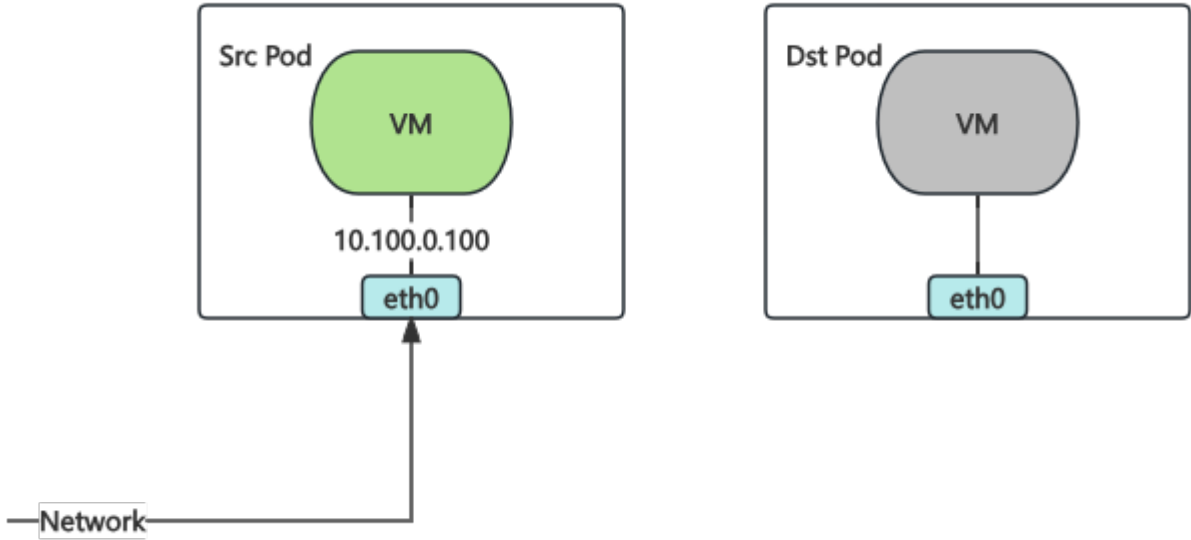 Src Pod
VM
10.100.0.100
eth0
Dst Pod
VM
eth0
Network